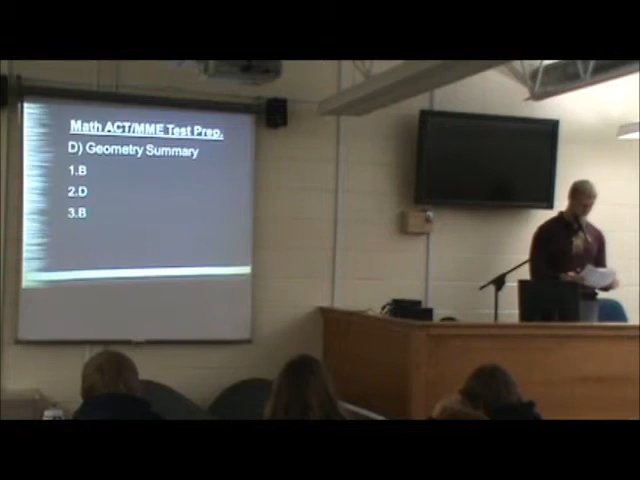 Math ACT/MME Test Prep.
D) Geometry Summary
1.B
2.D
3.B